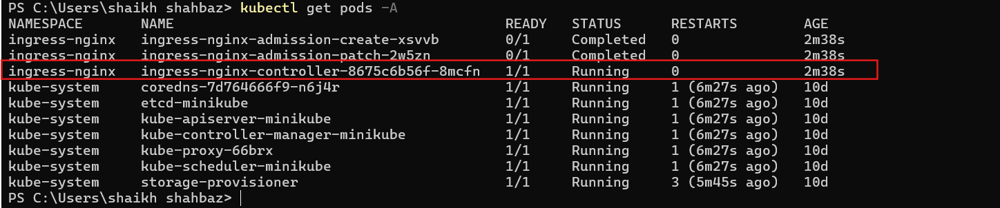 PS C:\Users\shaikh shahbaz> kubectl get pods -A
NAMESPACE NAME READY STATUS RESTARTS AGE
ingress-nginx ingress-nginx-admission-create-xsvvb 0/1 Completed 0 2m38s
ingress-nginx ingress-nginx-admission-patch-2w5zn 0/1 Completed 0 2m38s
ingress-nginx ingress-nginx-controller-8675c6b56f-8mcfn 1/1 Running 0 2m38s
kube-system coredns-7d764666f9-n6j4r 1/1 Running 1 (6m27s ago) 10d
kube-system etcd-minikube 1/1 Running 1 (6m27s ago) 10d
kube-system kube-apiserver-minikube 1/1 Running 1 (6m27s ago) 10d
kube-system kube-controller-manager-minikube 1/1 Running 1 (6m27s ago) 10d
kube-system kube-proxy-66brx 1/1 Running 1 (6m27s ago) 10d
kube-system kube-scheduler-minikube 1/1 Running 1 (6m27s ago) 10d
kube-system storage-provisioner 1/1 Running 3 (5m45s ago) 10d
PS C:\Users\shaikh shahbaz>